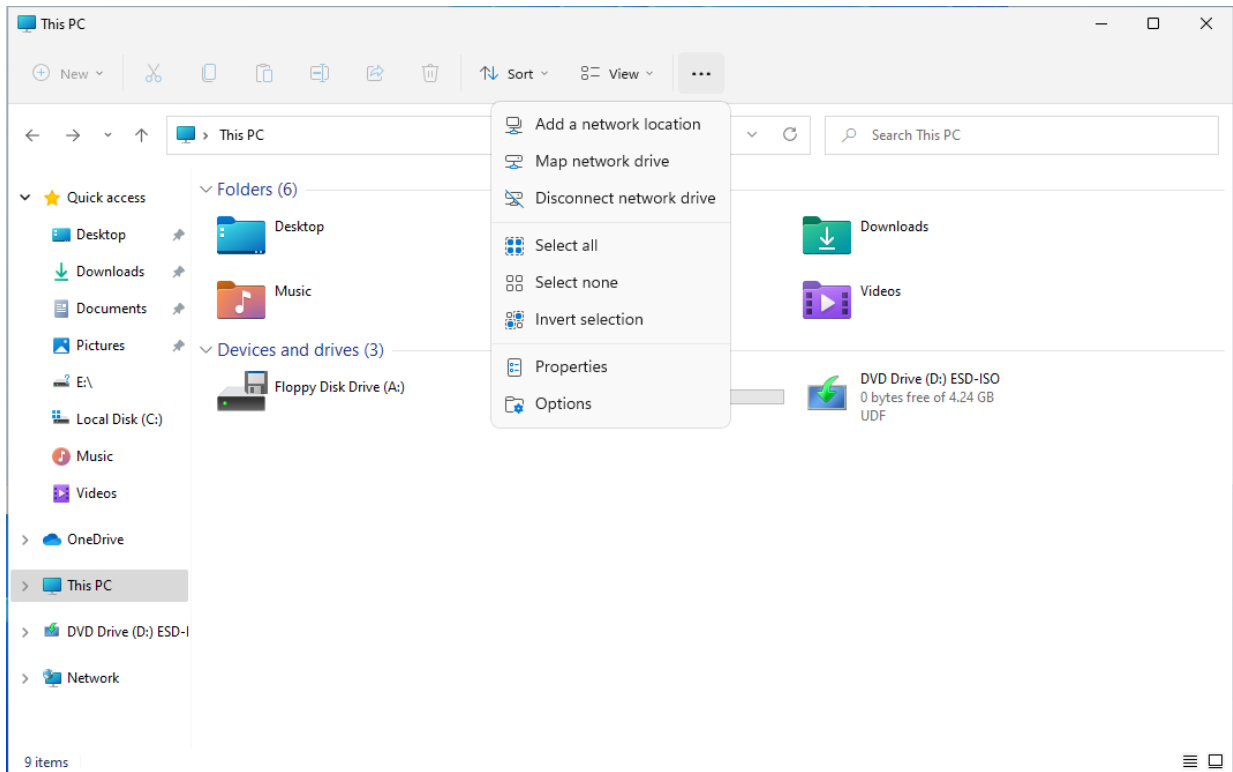 This PC
New
Sort
View
This PC
Search This PC
Add a network location
Map network drive
Disconnect network drive
Select all
Select none
Invert selection
Properties
Options
Quick access
Desktop
Downloads
Documents
Pictures
E:\
Local Disk (C:)
Music
Videos
OneDrive
This PC
DVD Drive (D:) ESD-I
Network
Folders (6)
Desktop
Downloads
Music
Videos
Devices and drives (3)
Floppy Disk Drive (A:)
DVD Drive (D:) ESD-ISO
0 bytes free of 4.24 GB
UDF
9 items